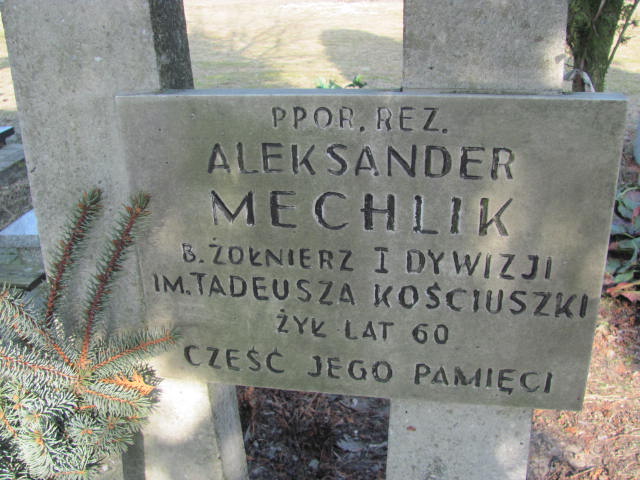 PPOR. REZ.
ALEKSANDER
MECHLIK
B. ŻOŁNIERZ I DYWIZJI
IM. TADEUSZA KOŚCIUSZKI
ŻYŁ LAT 60
CZEŚĆ JEGO PAMIĘCI